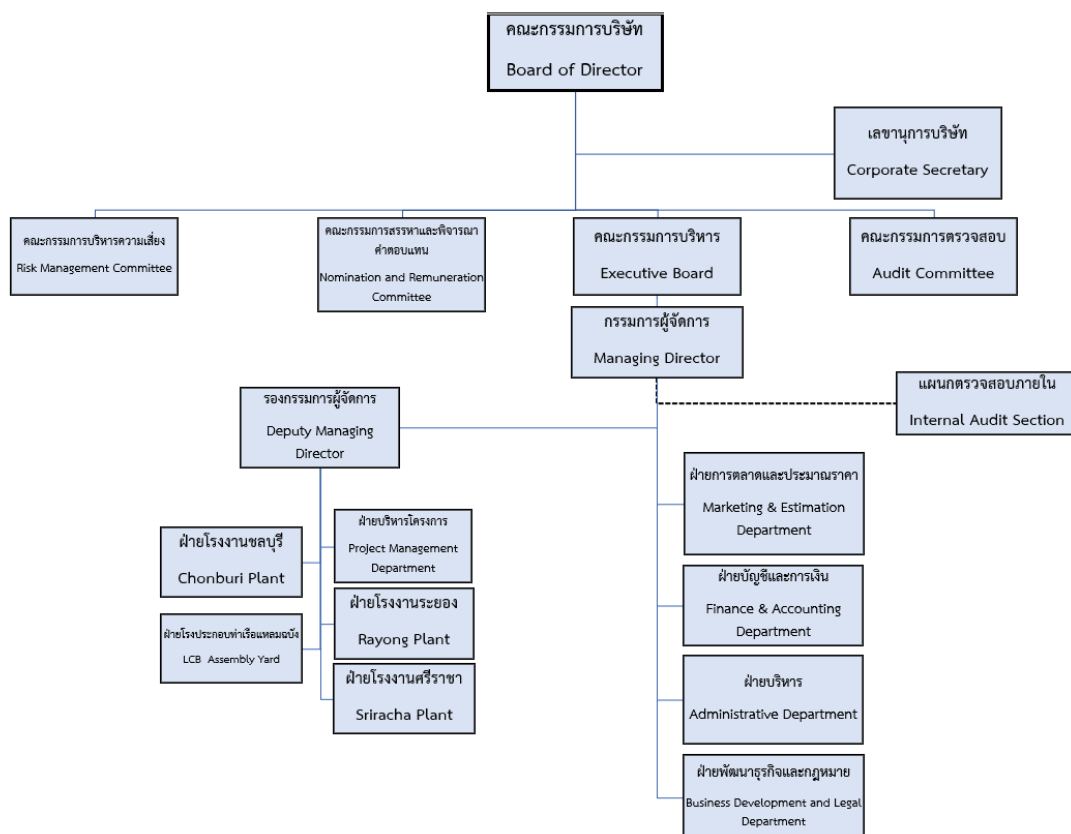 คณะกรรมการบริษัท
Board of Director
เลขานุการบริษัท
Corporate Secretary
คณะกรรมการบริหารความเสี่ยง
Risk Management Committee
คณะกรรมการสรรหาและพิจารณา
ค่าตอบแทน
Nomination and Remuneration
Committee
คณะกรรมการบริหาร
Executive Board
คณะกรรมการตรวจสอบ
Audit Committee
กรรมการผู้จัดการ
Managing Director
แผนกตรวจสอบภายใน
Internal Audit Section
รองกรรมการผู้จัดการ
Deputy Managing
Director
ฝ่ายการตลาดและประมาณราคา
Marketing & Estimation
Department
ฝ่ายบริหารโครงการ
Project Management
Department
ฝ่ายโรงงานชลบุรี
Chonburi Plant
ฝ่ายบัญชีและการเงิน
Finance & Accounting
Department
ฝ่ายโรงงานระยอง
Rayong Plant
ฝ่ายโรงประกอบท่าเรือแหลมฉบัง
LCB Assembly Yard
ฝ่ายโรงงานศรีราชา
Sriracha Plant
ฝ่ายบริหาร
Administrative Department
ฝ่ายพัฒนาธุรกิจและกฎหมาย
Business Development and Legal
Department